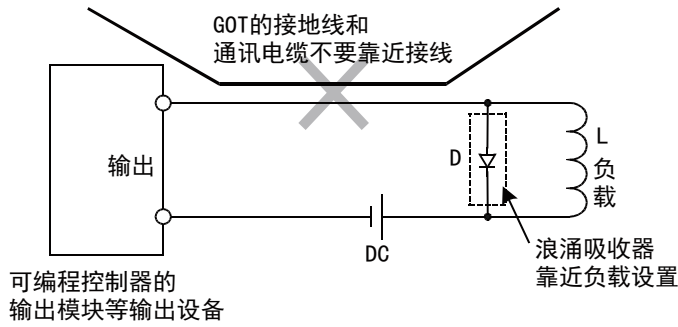 GOT的接地线和
通讯电缆不要靠近接线
输出
D
L
负
载
DC
浪涌吸收器
靠近负载设置
可编程控制器的
输出模块等输出设备